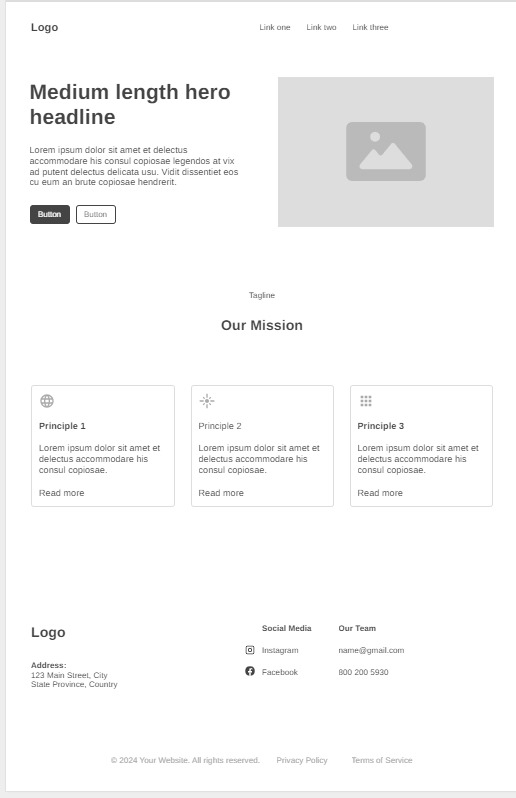 Logo
Link one Link two Link three
Medium length hero
headline
Lorem ipsum dolor sit amet et delectus
accommodare his consul copiosae legendos at vix
ad putent delectus delicata usu. Vidit dissentiet eos
cu eum an brute copiosae hendrerit.
Button Button
Tagline
Our Mission
Principle 1
Lorem ipsum dolor sit amet et
delectus accommodare his
consul copiosae.
Read more
Principle 2
Lorem ipsum dolor sit amet et
delectus accommodare his
consul copiosae.
Read more
Principle 3
Lorem ipsum dolor sit amet et
delectus accommodare his
consul copiosae.
Read more
Logo
Address:
123 Main Street, City
State Province, Country
Social Media
Instagram
Facebook
Our Team
name@gmail.com
800 200 5930
© 2024 Your Website. All rights reserved. Privacy Policy Terms of Service